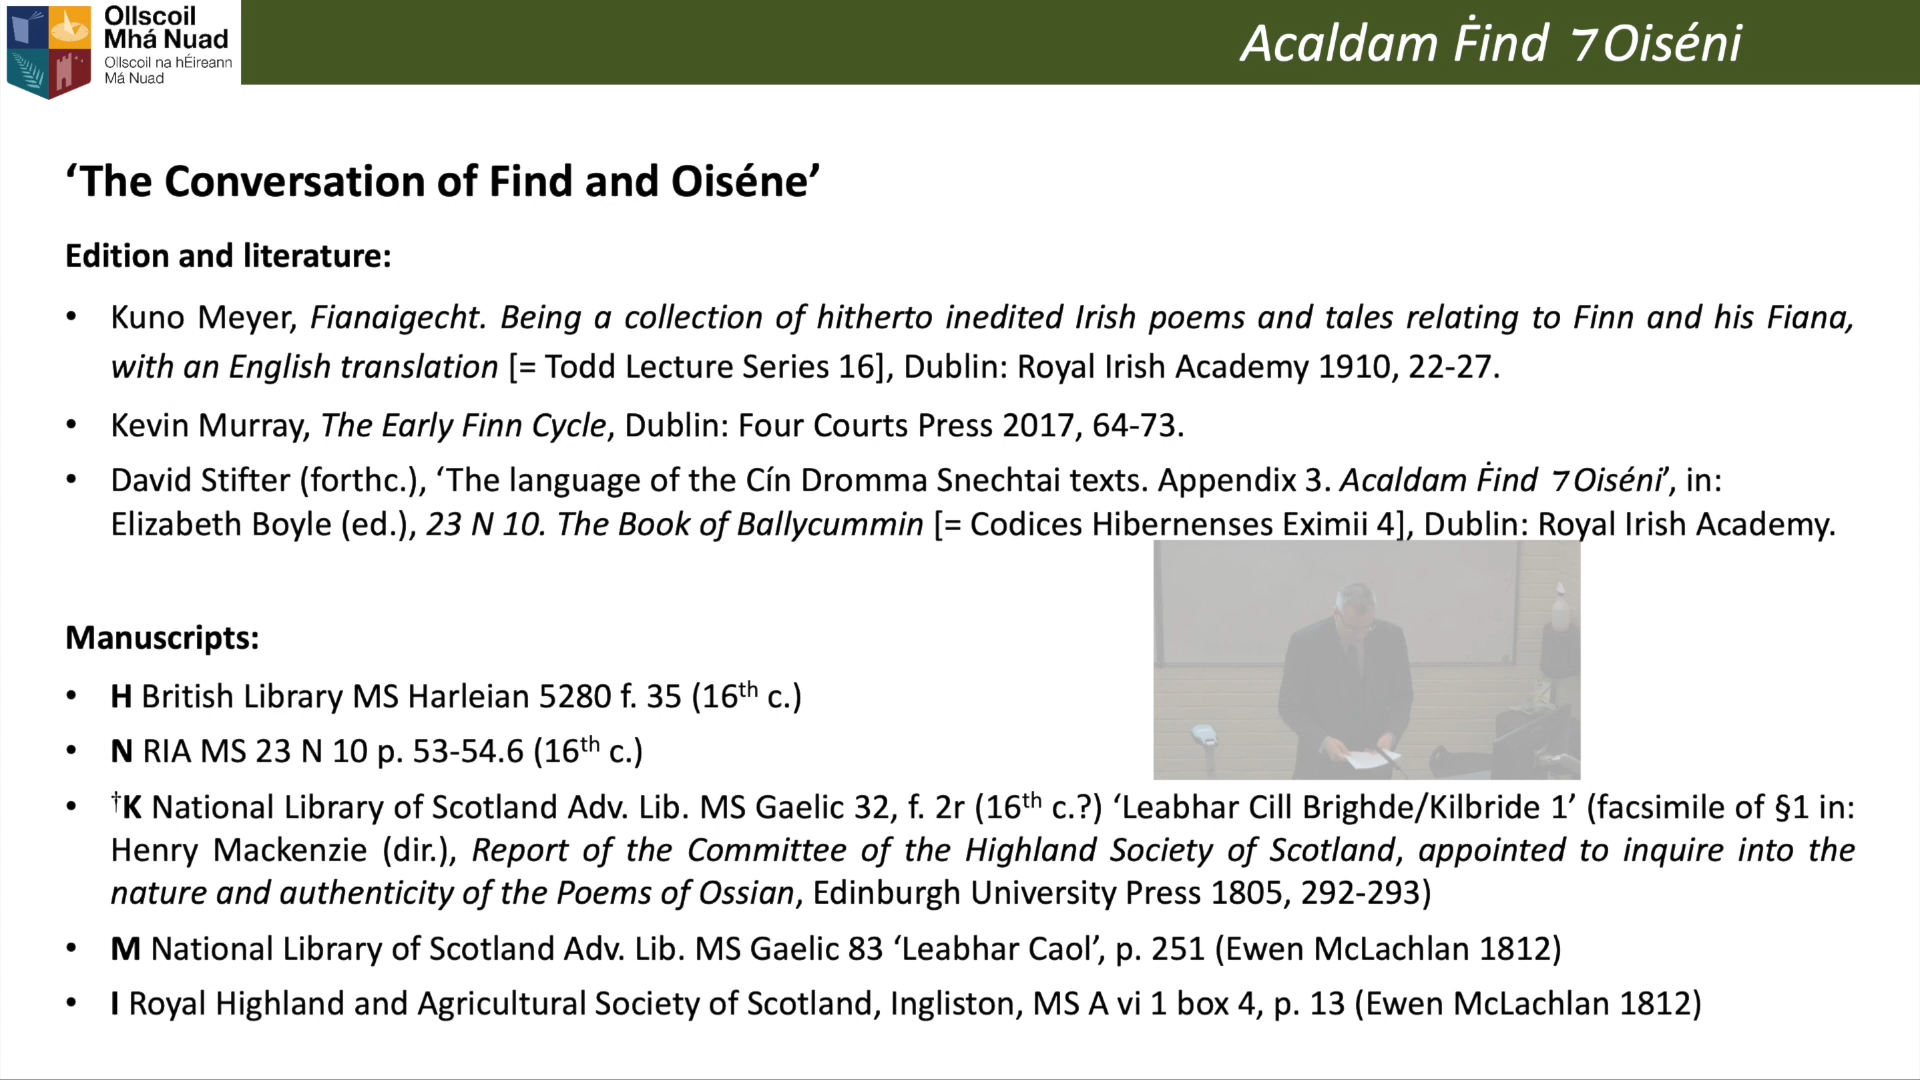 Ollscoil
Mhá Nuad
Ollscoil na hÉireann
Má Nuad
Acaldam Ḟind ⁊ Oiséni
‘The Conversation of Find and Oiséne’
Edition and literature:
• Kuno Meyer, Fianaigecht. Being a collection of hitherto inedited Irish poems and tales relating to Finn and his Fiana,
with an English translation [= Todd Lecture Series 16], Dublin: Royal Irish Academy 1910, 22-27.
• Kevin Murray, The Early Finn Cycle, Dublin: Four Courts Press 2017, 64-73.
• David Stifter (forthc.), ‘The language of the Cín Dromma Snechtai texts. Appendix 3. Acaldam Ḟind ⁊ Oiséni’, in:
Elizabeth Boyle (ed.), 23 N 10. The Book of Ballycummin [= Codices Hibernenses Eximii 4], Dublin: Royal Irish Academy.
Manuscripts:
• H British Library MS Harleian 5280 f. 35 (16th c.)
• N RIA MS 23 N 10 p. 53-54.6 (16th c.)
• †K National Library of Scotland Adv. Lib. MS Gaelic 32, f. 2r (16th c.?) ‘Leabhar Cill Brighde/Kilbride 1’ (facsimile of §1 in:
Henry Mackenzie (dir.), Report of the Committee of the Highland Society of Scotland, appointed to inquire into the
nature and authenticity of the Poems of Ossian, Edinburgh University Press 1805, 292-293)
• M National Library of Scotland Adv. Lib. MS Gaelic 83 ‘Leabhar Caol’, p. 251 (Ewen McLachlan 1812)
• I Royal Highland and Agricultural Society of Scotland, Ingliston, MS A vi 1 box 4, p. 13 (Ewen McLachlan 1812)